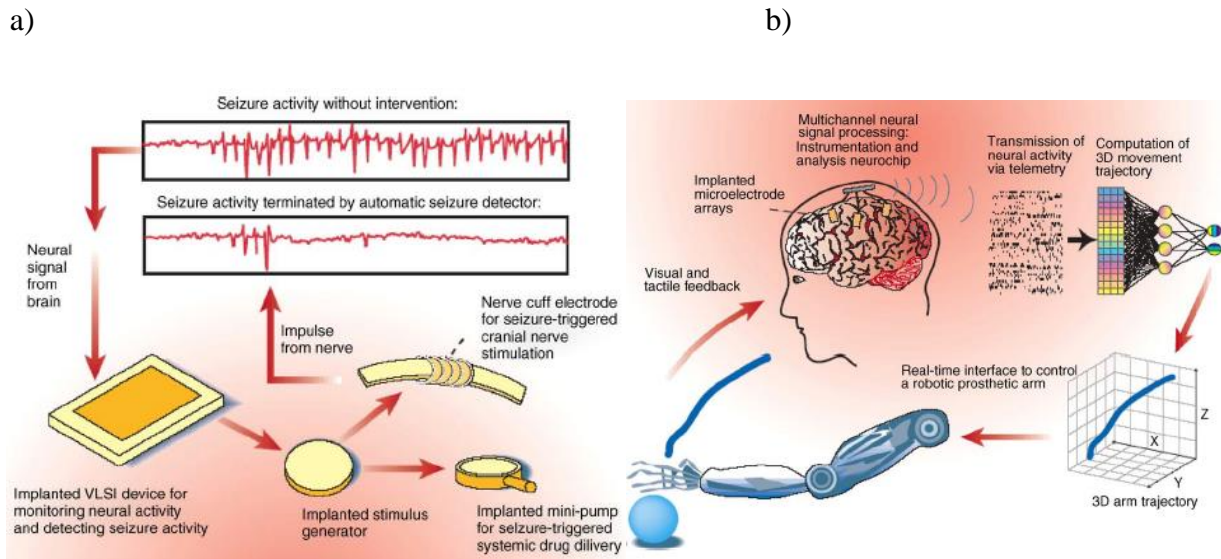 a)
b)
Seizure activity without intervention:
Seizure activity terminated by automatic seizure detector:
Neural
signal from
brain
Impulse
from nerve
Nerve cuff electrode
for seizure-triggered
cranial nerve
stimulation
Implanted VLSI device for
monitoring neural activity
and detecting seizure activity
Implanted stimulus
generator
Implanted mini-pump
for selzure-triggered
systemic drug dilivery
Multichannel neural
signal processing:
Instrumentation and
analysis neurochip
Implanted
microelectrode
arrays
Transmission of
neural activity
via telemetry
Computation of
3D movement
trajectory
Visual and
tactile feedback
Real-time interface to control
a robotic prosthetic arm
Z
X
Y
3D arm trajectory